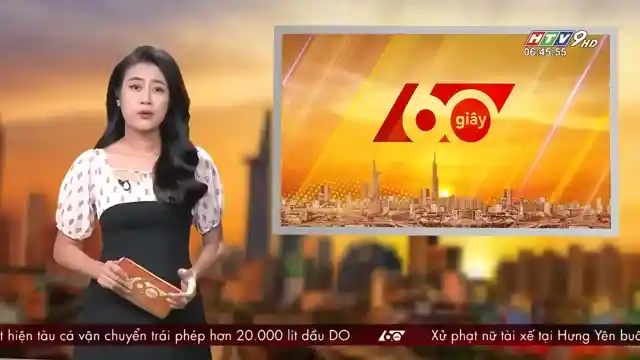 HTV9 HD
06:45:55
60 giây
t hiện tàu cá vận chuyển trái phép hơn 20.000 lít dầu DO 60 Xử phạt nữ tài xế tại Hưng Yên buô